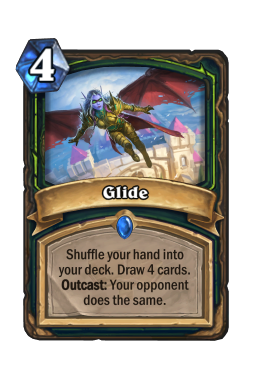 4
Glide
Shuffle your hand into
your deck. Draw 4 cards.
Outcast: Your opponent
does the same.